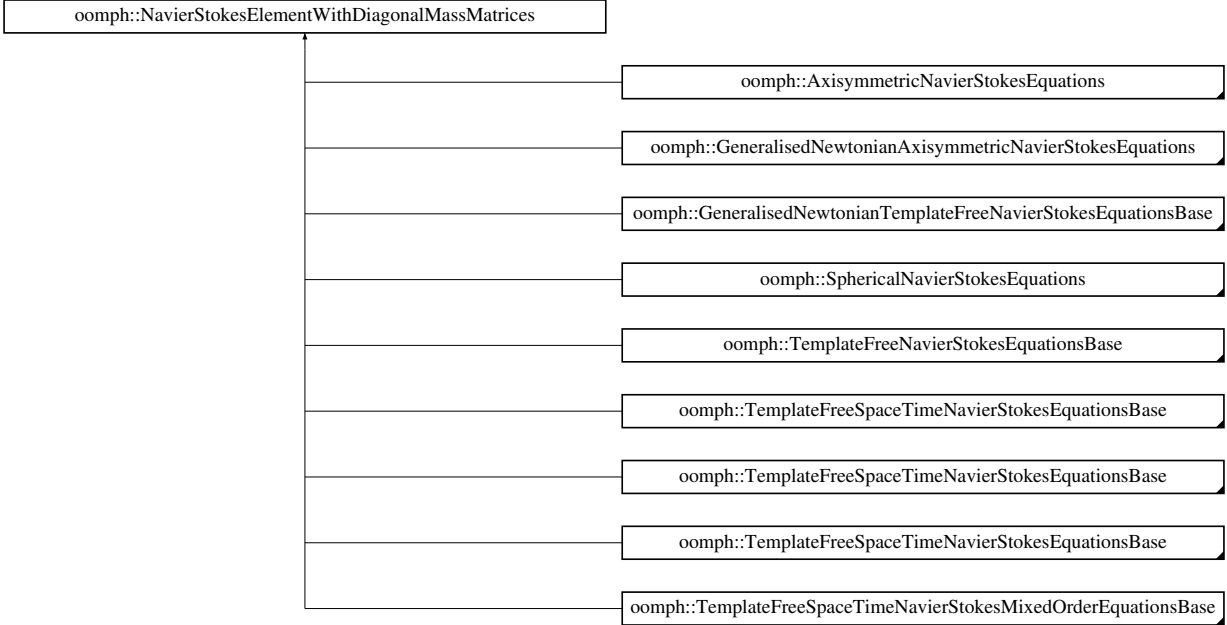 oomph::NavierStokesElementWithDiagonalMassMatrices
oomph::AxisymmetricNavierStokesEquations
oomph::GeneralisedNewtonianAxisymmetricNavierStokesEquations
oomph::GeneralisedNewtonianTemplateFreeNavierStokesEquationsBase
oomph::SphericalNavierStokesEquations
oomph::TemplateFreeNavierStokesEquationsBase
oomph::TemplateFreeSpaceTimeNavierStokesEquationsBase
oomph::TemplateFreeSpaceTimeNavierStokesEquationsBase
oomph::TemplateFreeSpaceTimeNavierStokesEquationsBase
oomph::TemplateFreeSpaceTimeNavierStokesMixedOrderEquationsBase